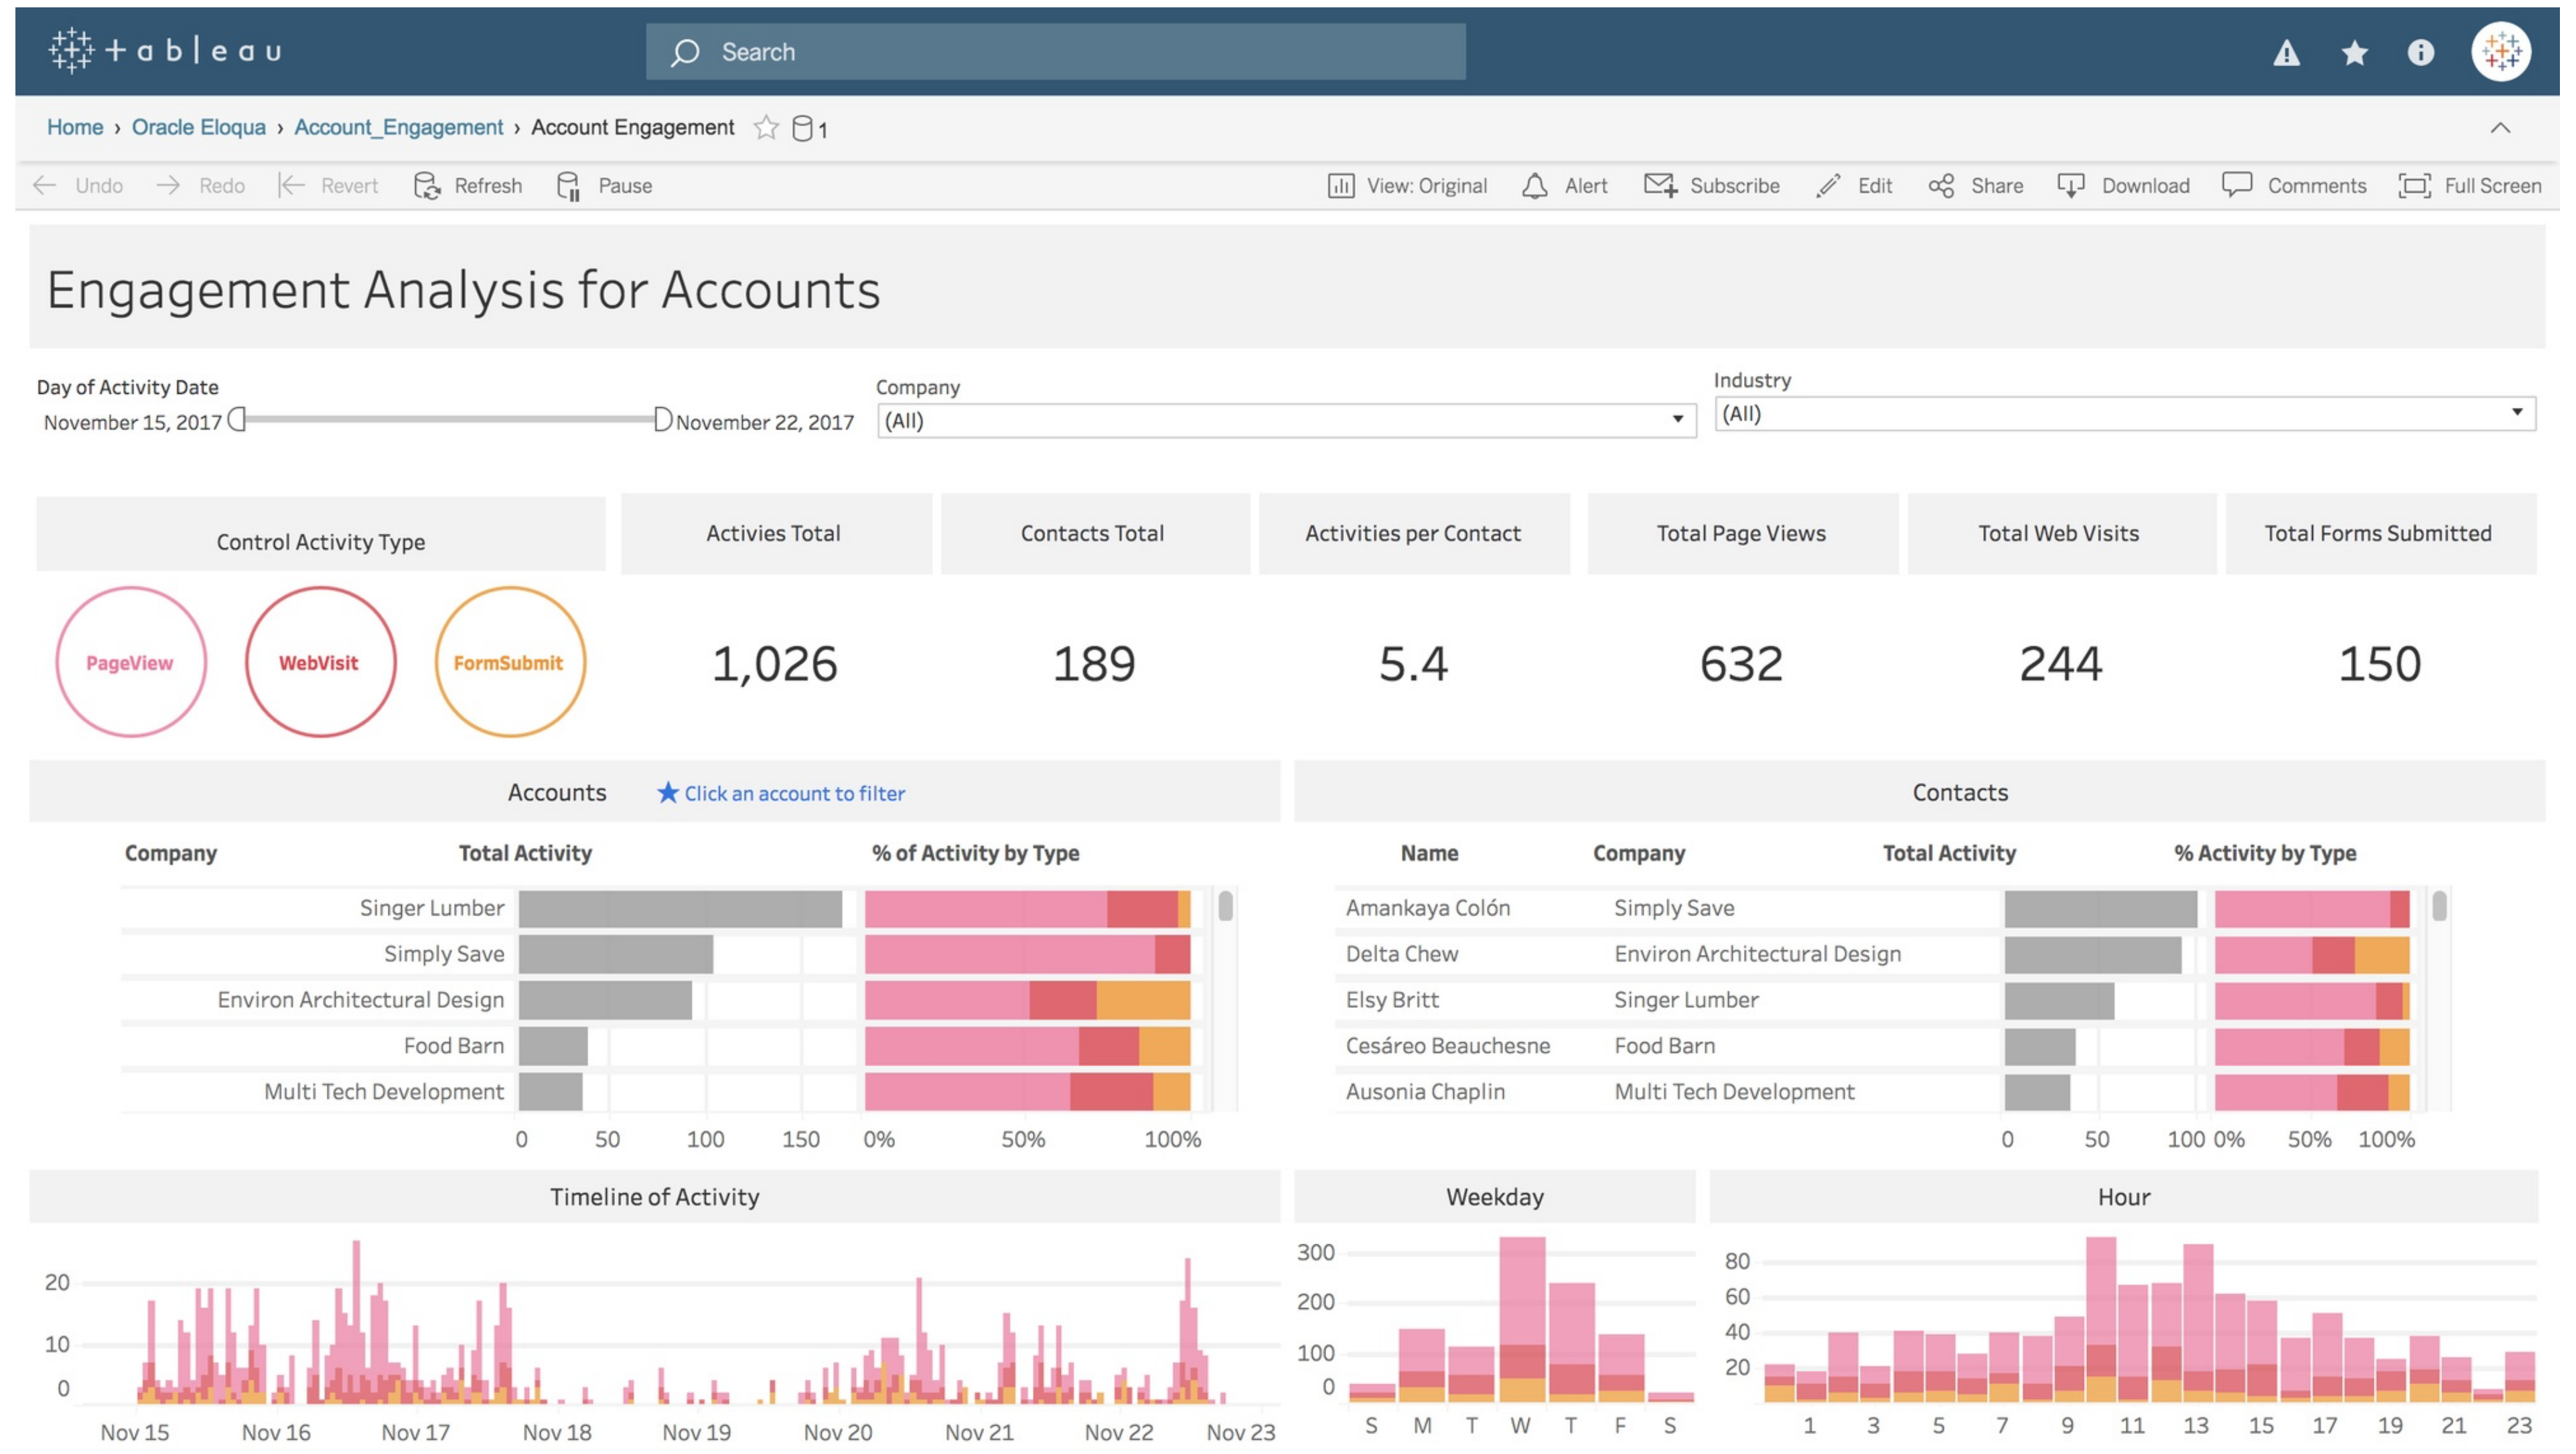 + a b | e a u
Search
Home › Oracle Eloqua › Account_Engagement › Account Engagement 1
Undo Redo Revert Refresh Pause View: Original Alert Subscribe Edit Share Download Comments Full Screen
Engagement Analysis for Accounts
Day of Activity Date
November 15, 2017 November 22, 2017
Company
(All)
Industry
(All)
Control Activity Type
PageView WebVisit FormSubmit
Activies Total Contacts Total Activities per Contact Total Page Views Total Web Visits Total Forms Submitted
1,026 189 5.4 632 244 150
Accounts Click an account to filter
Company Total Activity % of Activity by Type
Singer Lumber
Simply Save
Environ Architectural Design
Food Barn
Multi Tech Development
0 50 100 150 0% 50% 100%
Contacts
Name Company Total Activity % Activity by Type
Amankaya Colón Simply Save
Delta Chew Environ Architectural Design
Elsy Britt Singer Lumber
Cesáreo Beauchesne Food Barn
Ausonia Chaplin Multi Tech Development
0 50 100 0% 50% 100%
Timeline of Activity
20
10
0
Nov 15 Nov 16 Nov 17 Nov 18 Nov 19 Nov 20 Nov 21 Nov 22 Nov 23
Weekday
300
200
100
0
S M T W T F S
Hour
80
60
40
20
1 3 5 7 9 11 13 15 17 19 21 23